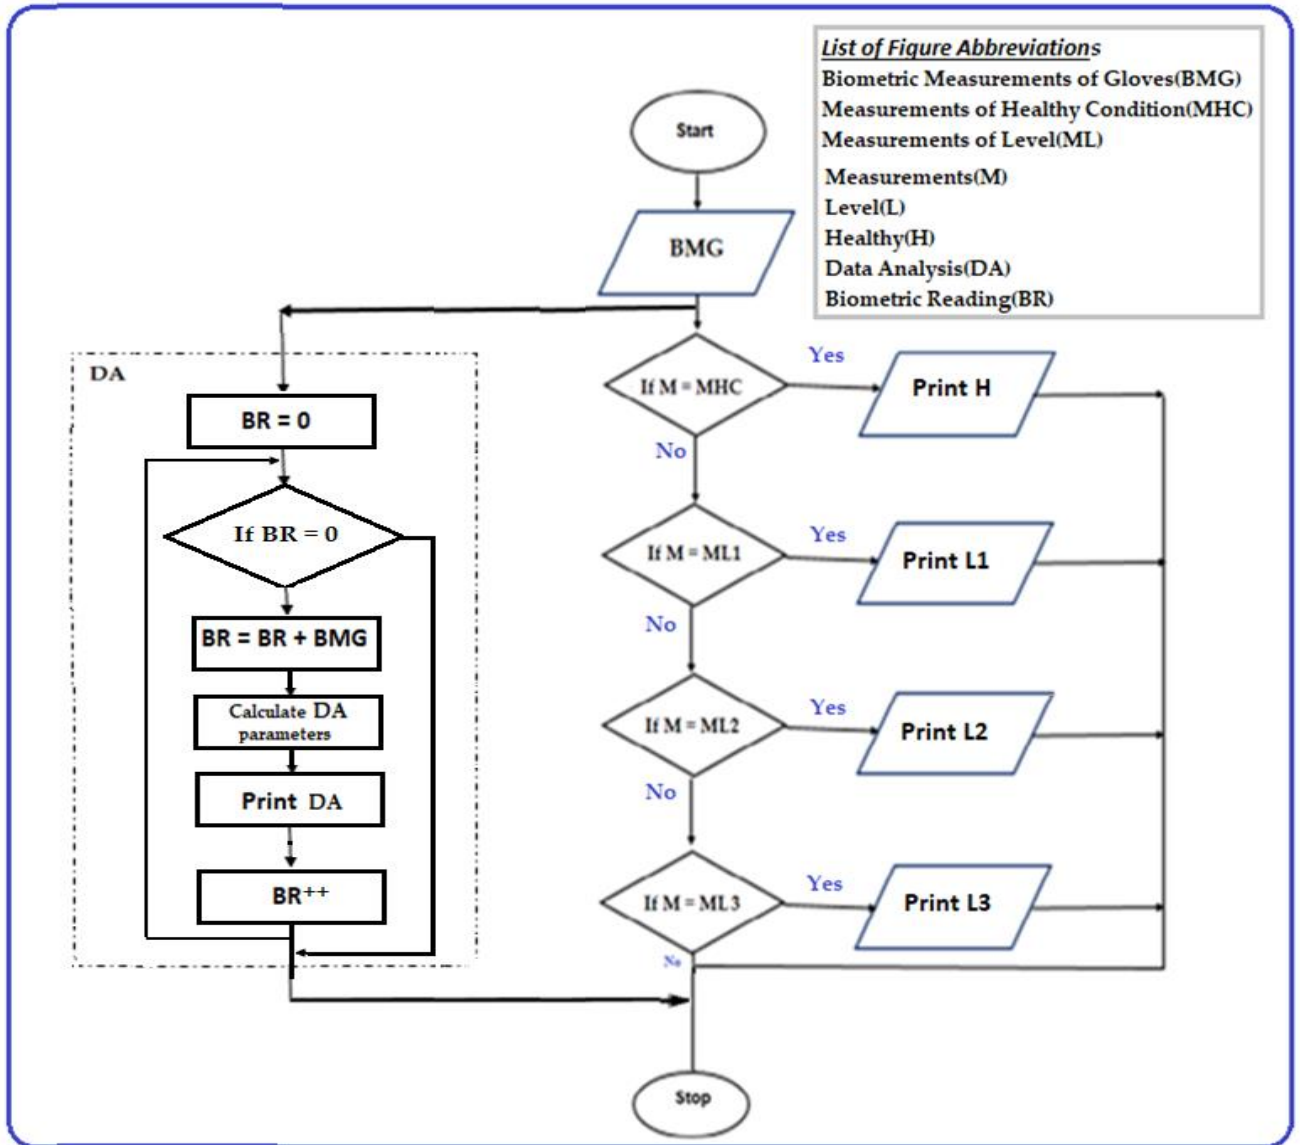 List of Figure Abbreviations
Biometric Measurements of Gloves(BMG)
Measurements of Healthy Condition(MHC)
Measurements of Level(ML)
Measurements(M)
Level(L)
Healthy(H)
Data Analysis(DA)
Biometric Reading(BR)
Start
BMG
DA
BR = 0
If BR = 0
BR = BR + BMG
Calculate DA
parameters
Print DA
BR++
If M = MHC
Yes
Print H
No
If M = ML1
Yes
Print L1
No
If M = ML2
Yes
Print L2
No
If M = ML3
Yes
Print L3
No
Stop